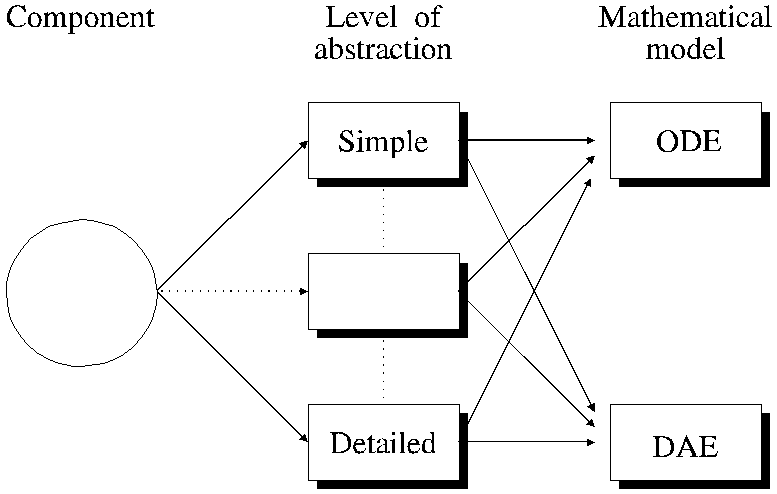 Component
Level of
abstraction
Mathematical
model
Simple
ODE
Detailed
DAE